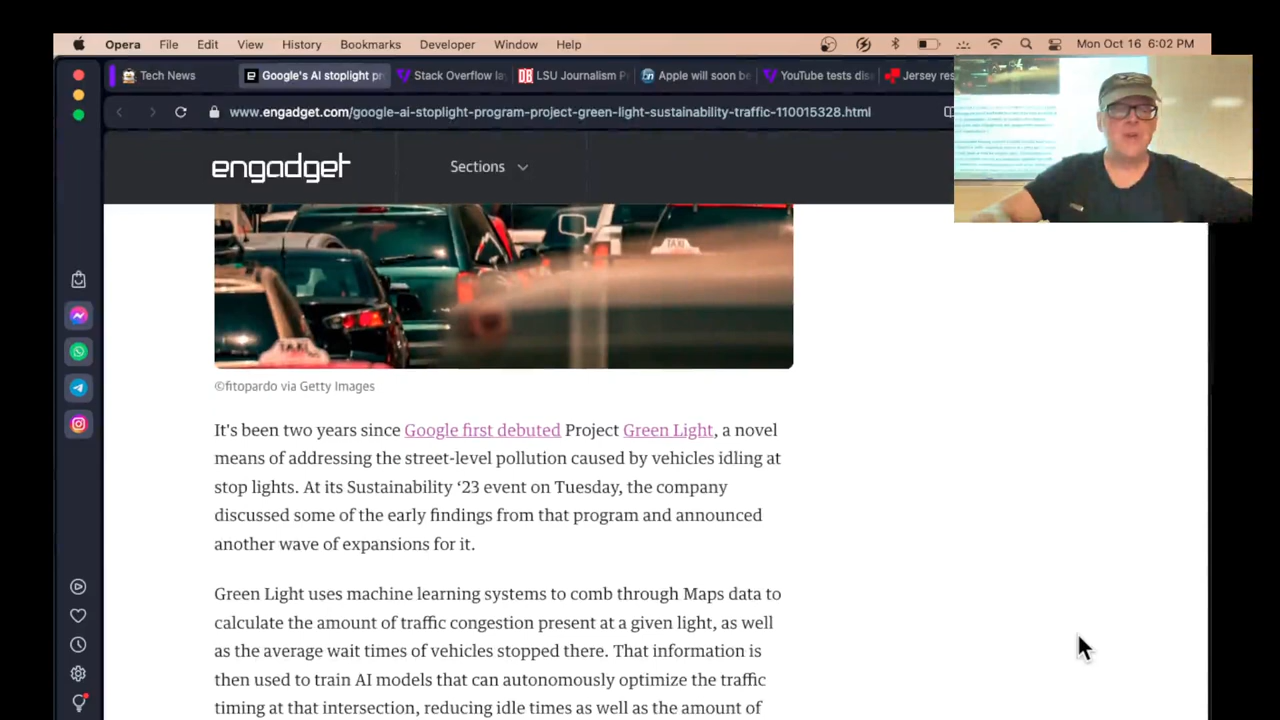 Opera File Edit View History Bookmarks Developer Window Help Mon Oct 16 6:02 PM
Tech News Google's AI stoplight pr Stack Overflow la LSU Journalism P Apple will soon be YouTube tests dis Jersey res
www.engadget.com/google-ai-stoplight-program-project-green-light-sustainability-traffic-110015328.html
engadget Sections
TAXI
TAXI
©fitopardo via Getty Images
It's been two years since Google first debuted Project Green Light, a novel
means of addressing the street-level pollution caused by vehicles idling at
stop lights. At its Sustainability ‘23 event on Tuesday, the company
discussed some of the early findings from that program and announced
another wave of expansions for it.
Green Light uses machine learning systems to comb through Maps data to
calculate the amount of traffic congestion present at a given light, as well
as the average wait times of vehicles stopped there. That information is
then used to train AI models that can autonomously optimize the traffic
timing at that intersection, reducing idle times as well as the amount of